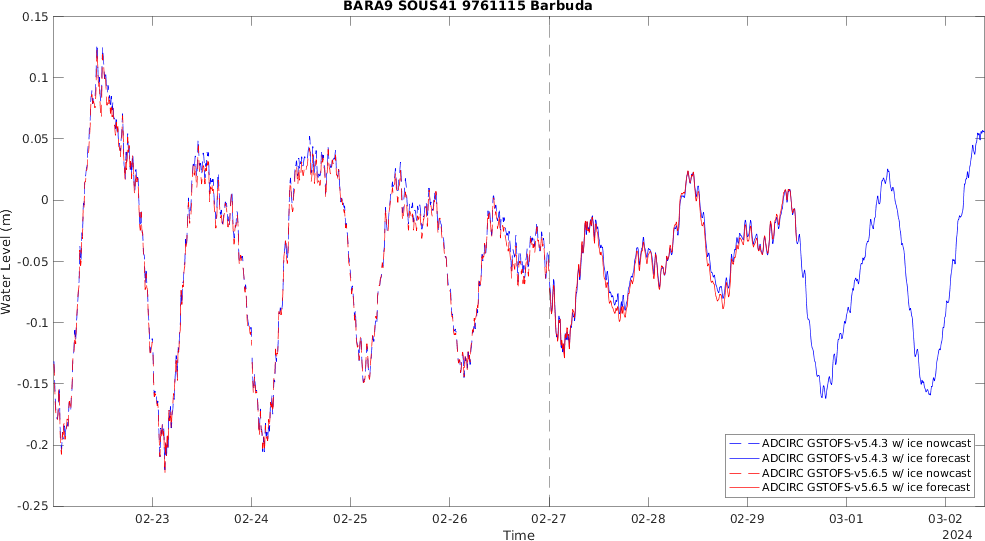 BARA9 SOUS41 9761115 Barbuda
0.15
0.1
0.05
0
-0.05
-0.1
-0.15
-0.2
-0.25
Water Level (m)
02-23 02-24 02-25 02-26 02-27 02-28 02-29 03-01 03-02
Time
2024
ADCIRC GSTOFS-v5.4.3 w/ ice nowcast
ADCIRC GSTOFS-v5.4.3 w/ ice forecast
ADCIRC GSTOFS-v5.6.5 w/ ice nowcast
ADCIRC GSTOFS-v5.6.5 w/ ice forecast